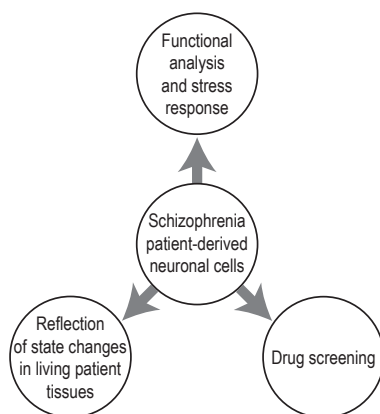 Functional
analysis
and stress
response
Schizophrenia
patient-derived
neuronal cells
Reflection
of state changes
in living patient
tissues
Drug screening